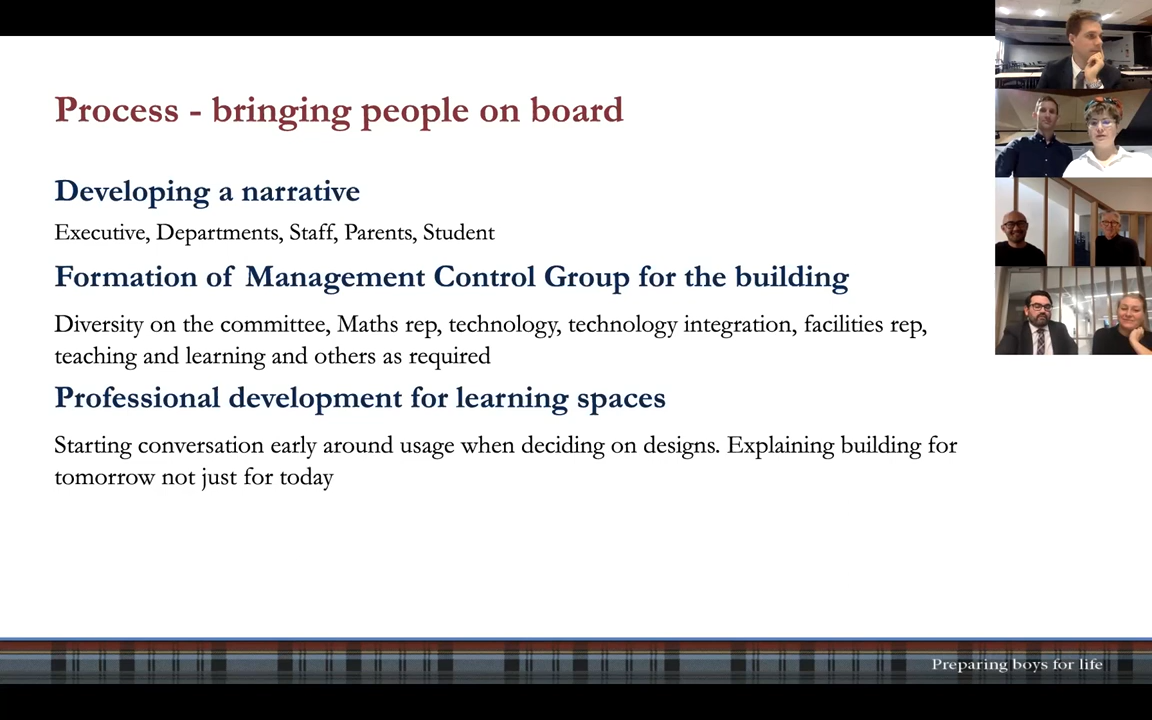 Process - bringing people on board
Developing a narrative
Executive, Departments, Staff, Parents, Student
Formation of Management Control Group for the building
Diversity on the committee, Maths rep, technology, technology integration, facilities rep,
teaching and learning and others as required
Professional development for learning spaces
Starting conversation early around usage when deciding on designs. Explaining building for
tomorrow not just for today
Preparing boys for life